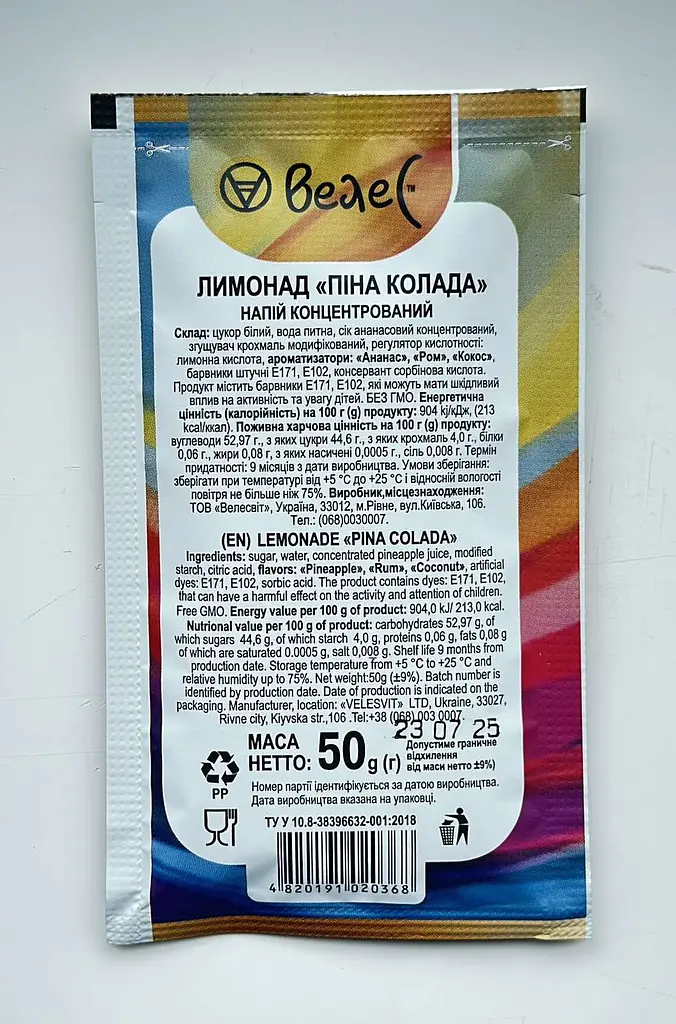 Велес™
ЛИМОНАД «ПІНА КОЛАДА»
НАПІЙ КОНЦЕНТРОВАНИЙ
Склад: цукор білий, вода питна, сік ананасовий концентрований,
згущувач крохмаль модифікований, регулятор кислотності:
лимонна кислота, ароматизатори: «Ананас», «Ром», «Кокос»,
барвники штучні Е171, Е102, консервант сорбінова кислота.
Продукт містить барвники Е171, Е102, які можуть мати шкідливий
вплив на активність та увагу дітей. БЕЗ ГМО. Енергетична
цінність (калорійність) на 100 г (g) продукту: 904 kj/кДж, (213
kcal/ккал). Поживна харчова цінність на 100 г (g) продукту:
вуглеводи 52,97 г., з яких цукри 44,6 г., з яких крохмаль 4,0 г., білки
0,06 г., жири 0,08 г, з яких насичені 0,0005 г., сіль 0,008 г. Термін
придатності: 9 місяців з дати виробництва. Умови зберігання:
зберігати при температурі від +5 °C до +25 °C і відносній вологості
повітря не більше ніж 75%. Виробник,місцезнаходження:
ТОВ «Велесвіт», Україна, 33012, м.Рівне, вул.Київська, 106.
Тел.: (068)0030007.
(EN) LEMONADE «PINA COLADA»
Ingredients: sugar, water, concentrated pineapple juice, modified
starch, citric acid, flavors: «Pineapple», «Rum», «Coconut», artificial
dyes: E171, E102, sorbic acid. The product contains dyes: E171, E102,
that can have a harmful effect on the activity and attention of children.
Free GMO. Energy value per 100 g of product: 904,0 kJ/ 213,0 kcal.
Nutritional value per 100 g of product: carbohydrates 52,97 g, of
which sugars 44,6 g, of which starch 4,0 g, proteins 0,06 g, fats 0,08 g
of which are saturated 0.0005 g, salt 0,008 g. Shelf life 9 months from
production date. Storage temperature from +5 °C to +25 °C and
relative humidity up to 75%. Net weight:50g (±9%). Batch number is
identified by production date. Date of production is indicated on the
packaging. Manufacturer, location: «VELESVIT» LTD, Ukraine, 33027,
Rivne city, Kiyvska str.,106 .Tel:+38 (068) 003 0007.
23 07 25
МАСА
НЕТТО: 50g (г)
Допустиме граничне
відхилення
від маси нетто ±9%)
PP
Номер партії ідентифікується за датою виробництва.
Дата виробництва вказана на упаковці.
ТУ У 10.8-38396632-001:2018
4 820191 020368